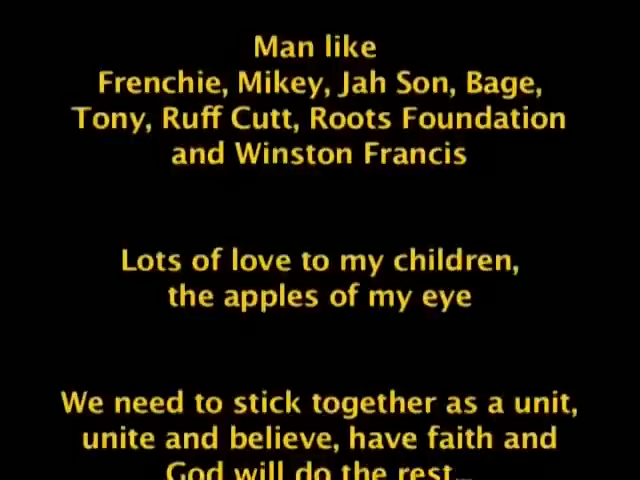 Man like
Frenchie, Mikey, Jah Son, Bage,
Tony, Ruff Cutt, Roots Foundation
and Winston Francis
Lots of love to my children,
the apples of my eye
We need to stick together as a unit,
unite and believe, have faith and
God will do the rest...